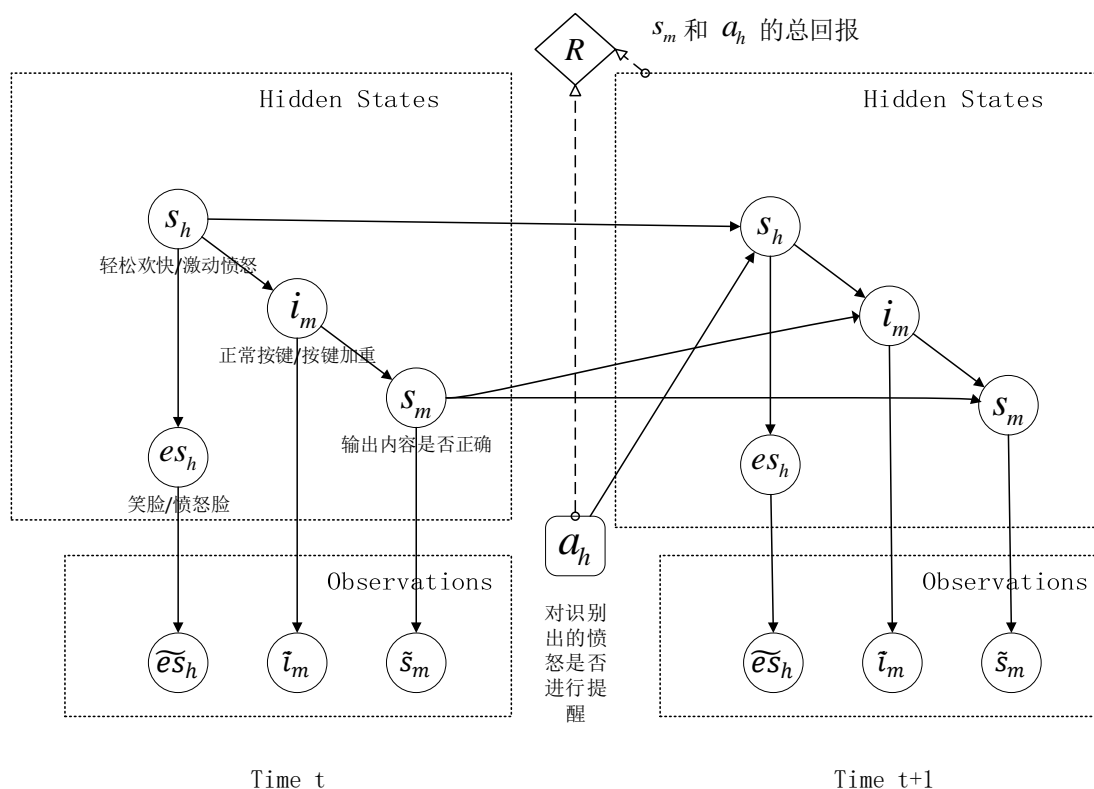 R
s_m 和 a_h 的总回报
Hidden States
Hidden States
s_h
轻松欢快/激动愤怒
i_m
正常按键/按键加重
s_m
输出内容是否正确
es_h
笑脸/愤怒脸
s_h
i_m
s_m
es_h
a_h
对识别
出的愤
怒是否
进行提
醒
Observations
Observations
\widetilde{es}_h
ĩ_m
s̃_m
\widetilde{es}_h
ĩ_m
s̃_m
Time t
Time t+1